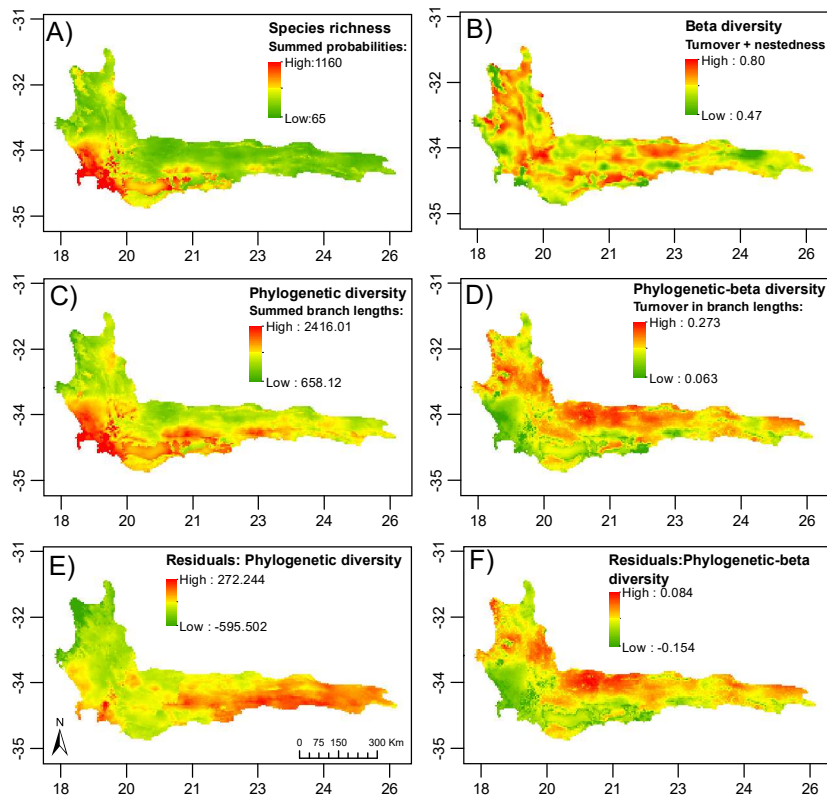 A)
Species richness
Summed probabilities:
High:1160
Low:65
-31
-32
-34
-35
18
20
21
23
24
26
B)
Beta diversity
Turnover + nestedness
High : 0.80
Low : 0.47
-31
-32
-34
-35
18
20
21
23
24
26
C)
Phylogenetic diversity
Summed branch lengths:
High : 2416.01
Low : 658.12
-31
-32
-34
-35
18
20
21
23
24
26
D)
Phylogenetic-beta diversity
Turnover in branch lengths:
High : 0.273
Low : 0.063
-31
-32
-34
-35
18
20
21
23
24
26
E)
Residuals: Phylogenetic diversity
High : 272.244
Low : -595.502
N
0 75 150 300 Km
-31
-32
-34
-35
18
20
21
23
24
26
F)
Residuals:Phylogenetic-beta
diversity
High : 0.084
Low : -0.154
-31
-32
-34
-35
18
20
21
23
24
26